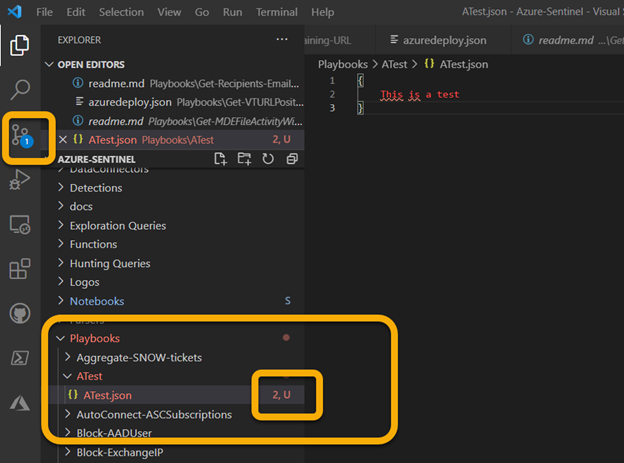 File Edit Selection View Go Run Terminal Help ATest.json - Azure-Sentinel - Visual S
EXPLORER ...
aining-URL azuredeploy.json readme.md ...\Get
OPEN EDITORS
readme.md Playbooks\Get-Recipients-Email...
azuredeploy.json Playbooks\Get-VTURLPosit...
readme.md Playbooks\Get-MDEFileActivityWi...
ATest.json Playbooks\ATest 2, U
AZURE-SENTINEL
DataConnectors
Detections
docs
Exploration Queries
Functions
Hunting Queries
Logos
Notebooks S
Parsers
Playbooks
Aggregate-SNOW-tickets
ATest
{} ATest.json 2, U
AutoConnect-ASCSubscriptions
Block-AADUser
Block-ExchangeIP
Playbooks > ATest > {} ATest.json
1 {
2 This is a test
3 }
1